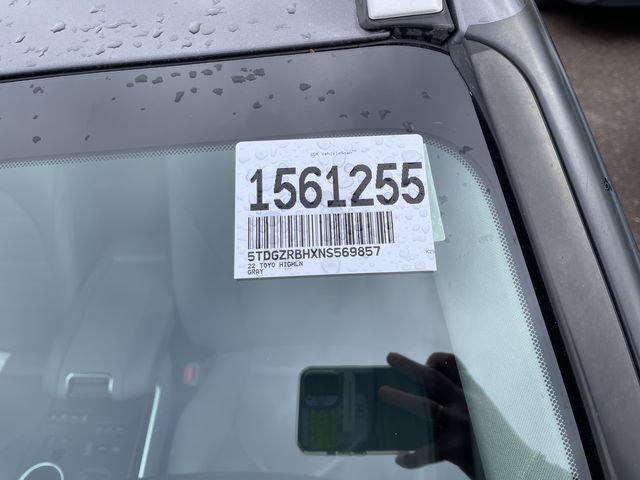 1561255
5TDGZRBHXNS569857
22 TOYO HIGHLN
GRAY